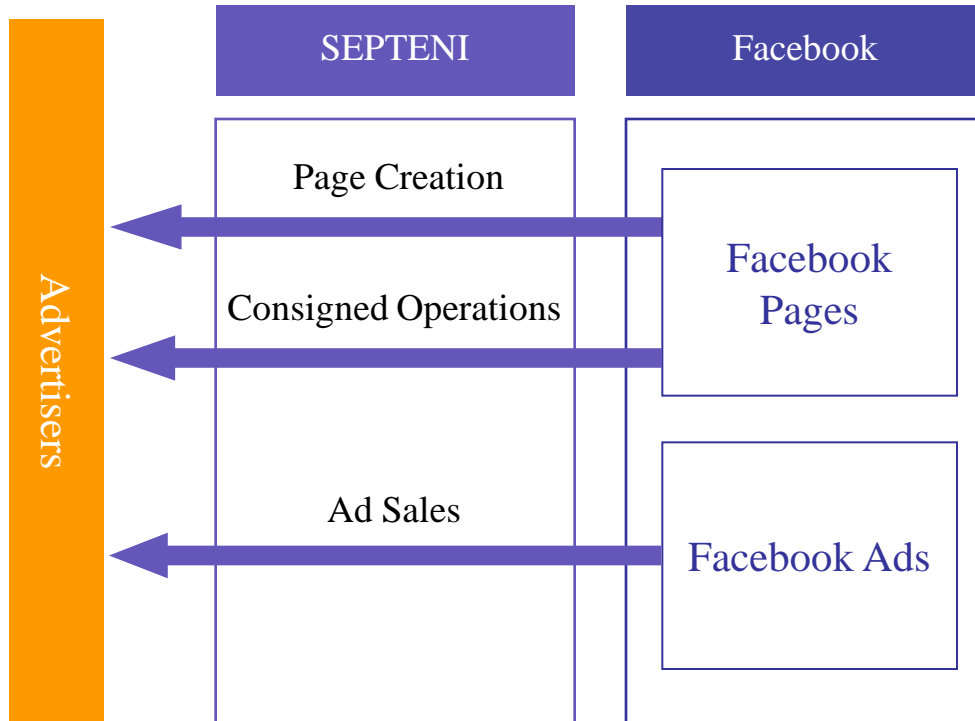 SEPTENI
Facebook
Advertisers
Page Creation
Consigned Operations
Ad Sales
Facebook
Pages
Facebook Ads